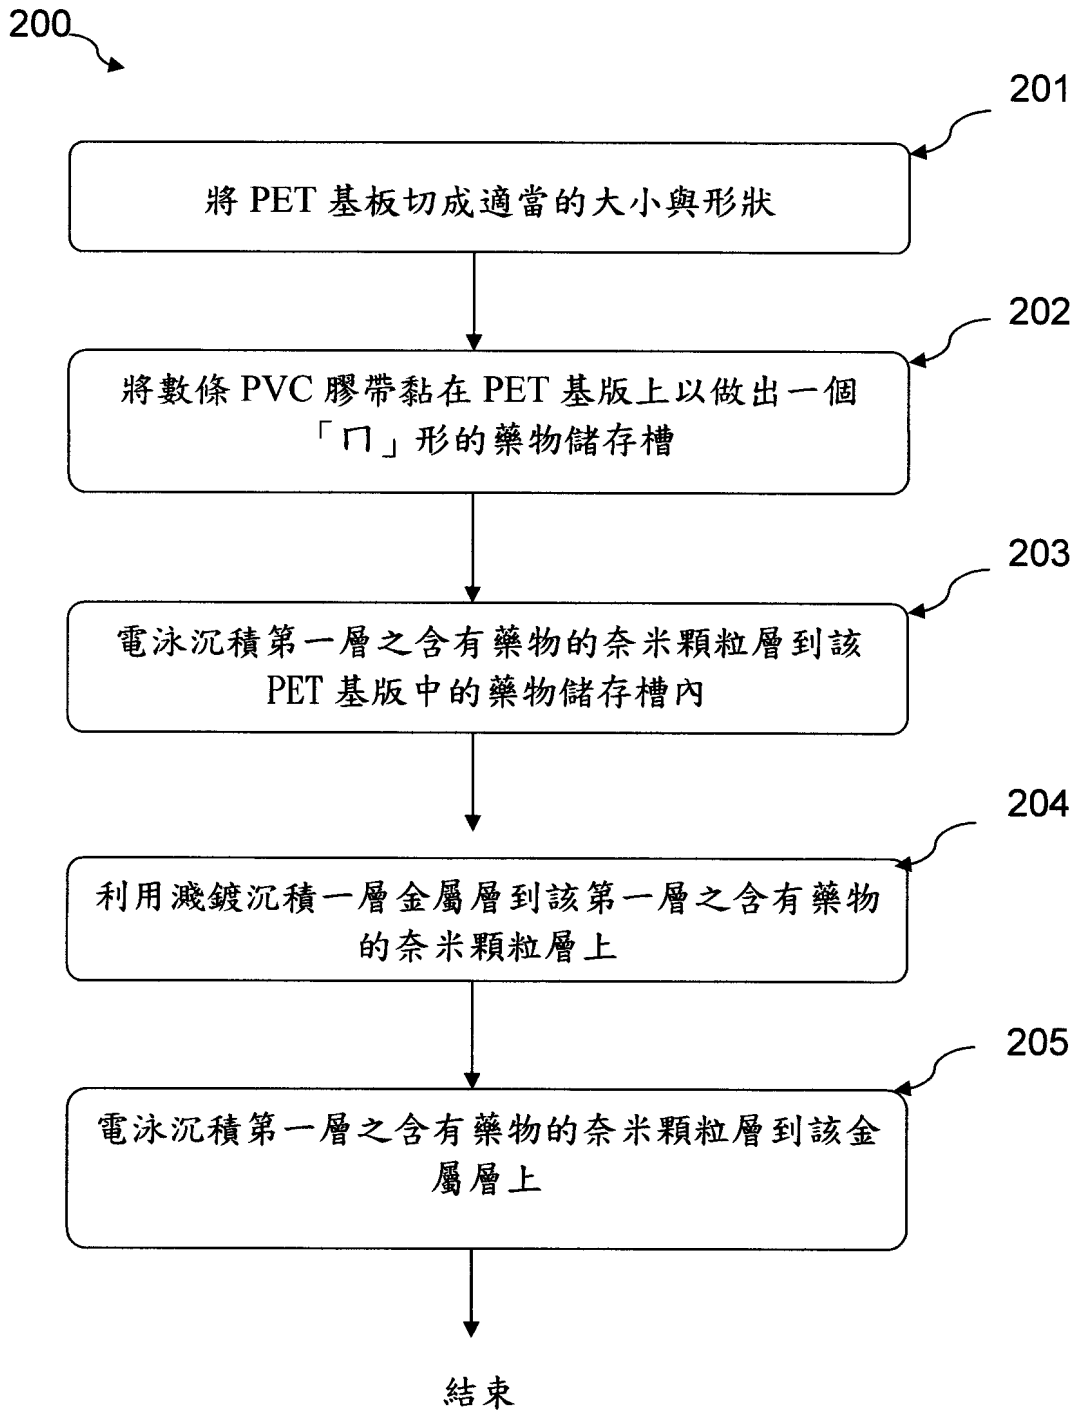 200
201
將 PET 基板切成適當的大小與形狀
202
將數條 PVC 膠帶黏在 PET 基版上以做出一個
「ㄇ」形的藥物儲存槽
203
電泳沉積第一層之含有藥物的奈米顆粒層到該
PET 基版中的藥物儲存槽內
204
利用濺鍍沉積一層金屬層到該第一層之含有藥物
的奈米顆粒層上
205
電泳沉積第一層之含有藥物的奈米顆粒層到該金
屬層上
結束